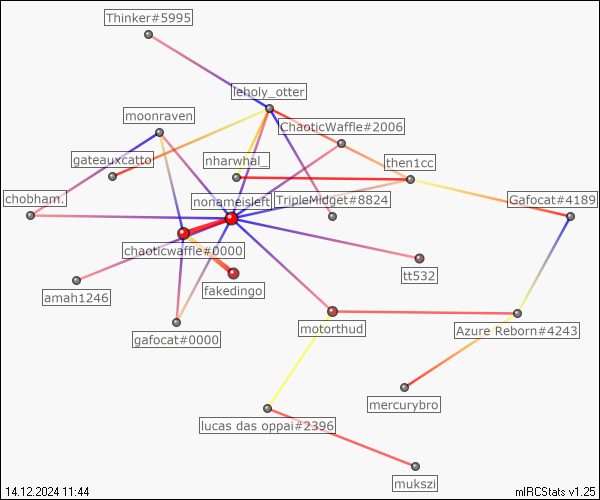 Thinker#5995
leholy_otter
moonraven
ChaoticWaffle#2006
gateauxcatto
nharwhal_
then1cc
chobham.
nonameisleft
TripleMidget#8824
Gafocat#4189
chaoticwaffle#0000
tt532
amah1246
fakedingo
gafocat#0000
motorthud
Azure Reborn#4243
mercurybro
lucas das oppai#2396
mukszi
14.12.2024 11:44
mIRCStats v1.25